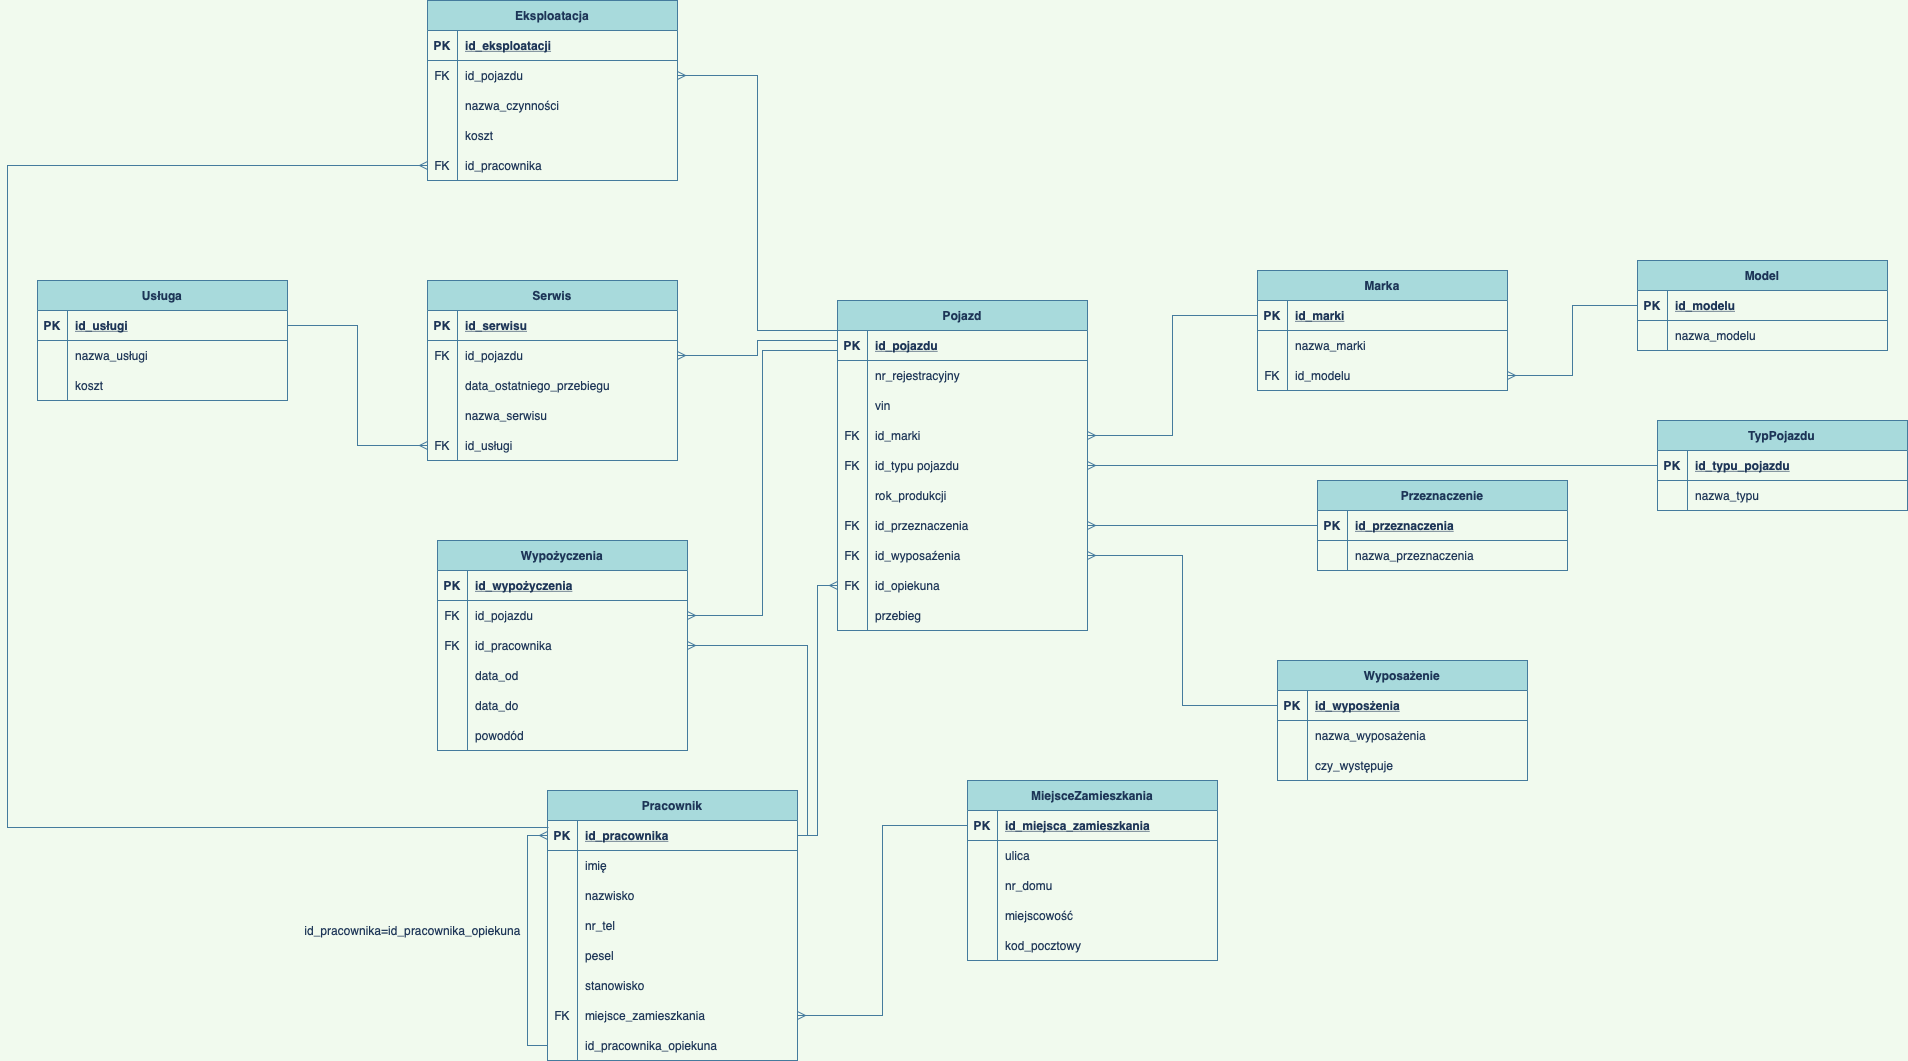 Eksploatacja
PK id_eksploatacji
FK id_pojazdu
nazwa_czynności
koszt
FK id_pracownika
Usługa
PK id_usługi
nazwa_usługi
koszt
Serwis
PK id_serwisu
FK id_pojazdu
data_ostatniego_przebiegu
nazwa_serwisu
FK id_usługi
Pojazd
PK id_pojazdu
nr_rejestracyjny
vin
FK id_marki
FK id_typu pojazdu
rok_produkcji
FK id_przeznaczenia
FK id_wyposaźenia
FK id_opiekuna
przebieg
Marka
PK id_marki
nazwa_marki
FK id_modelu
Model
PK id_modelu
nazwa_modelu
TypPojazdu
PK id_typu_pojazdu
nazwa_typu
Przeznaczenie
PK id_przeznaczenia
nazwa_przeznaczenia
Wypożyczenia
PK id_wypożyczenia
FK id_pojazdu
FK id_pracownika
data_od
data_do
powodód
Wyposażenie
PK id_wyposżenia
nazwa_wyposażenia
czy_występuje
Pracownik
PK id_pracownika
imię
nazwisko
nr_tel
pesel
stanowisko
FK miejsce_zamieszkania
id_pracownika_opiekuna
id_pracownika=id_pracownika_opiekuna
MiejsceZamieszkania
PK id_miejsca_zamieszkania
ulica
nr_domu
miejscowość
kod_pocztowy